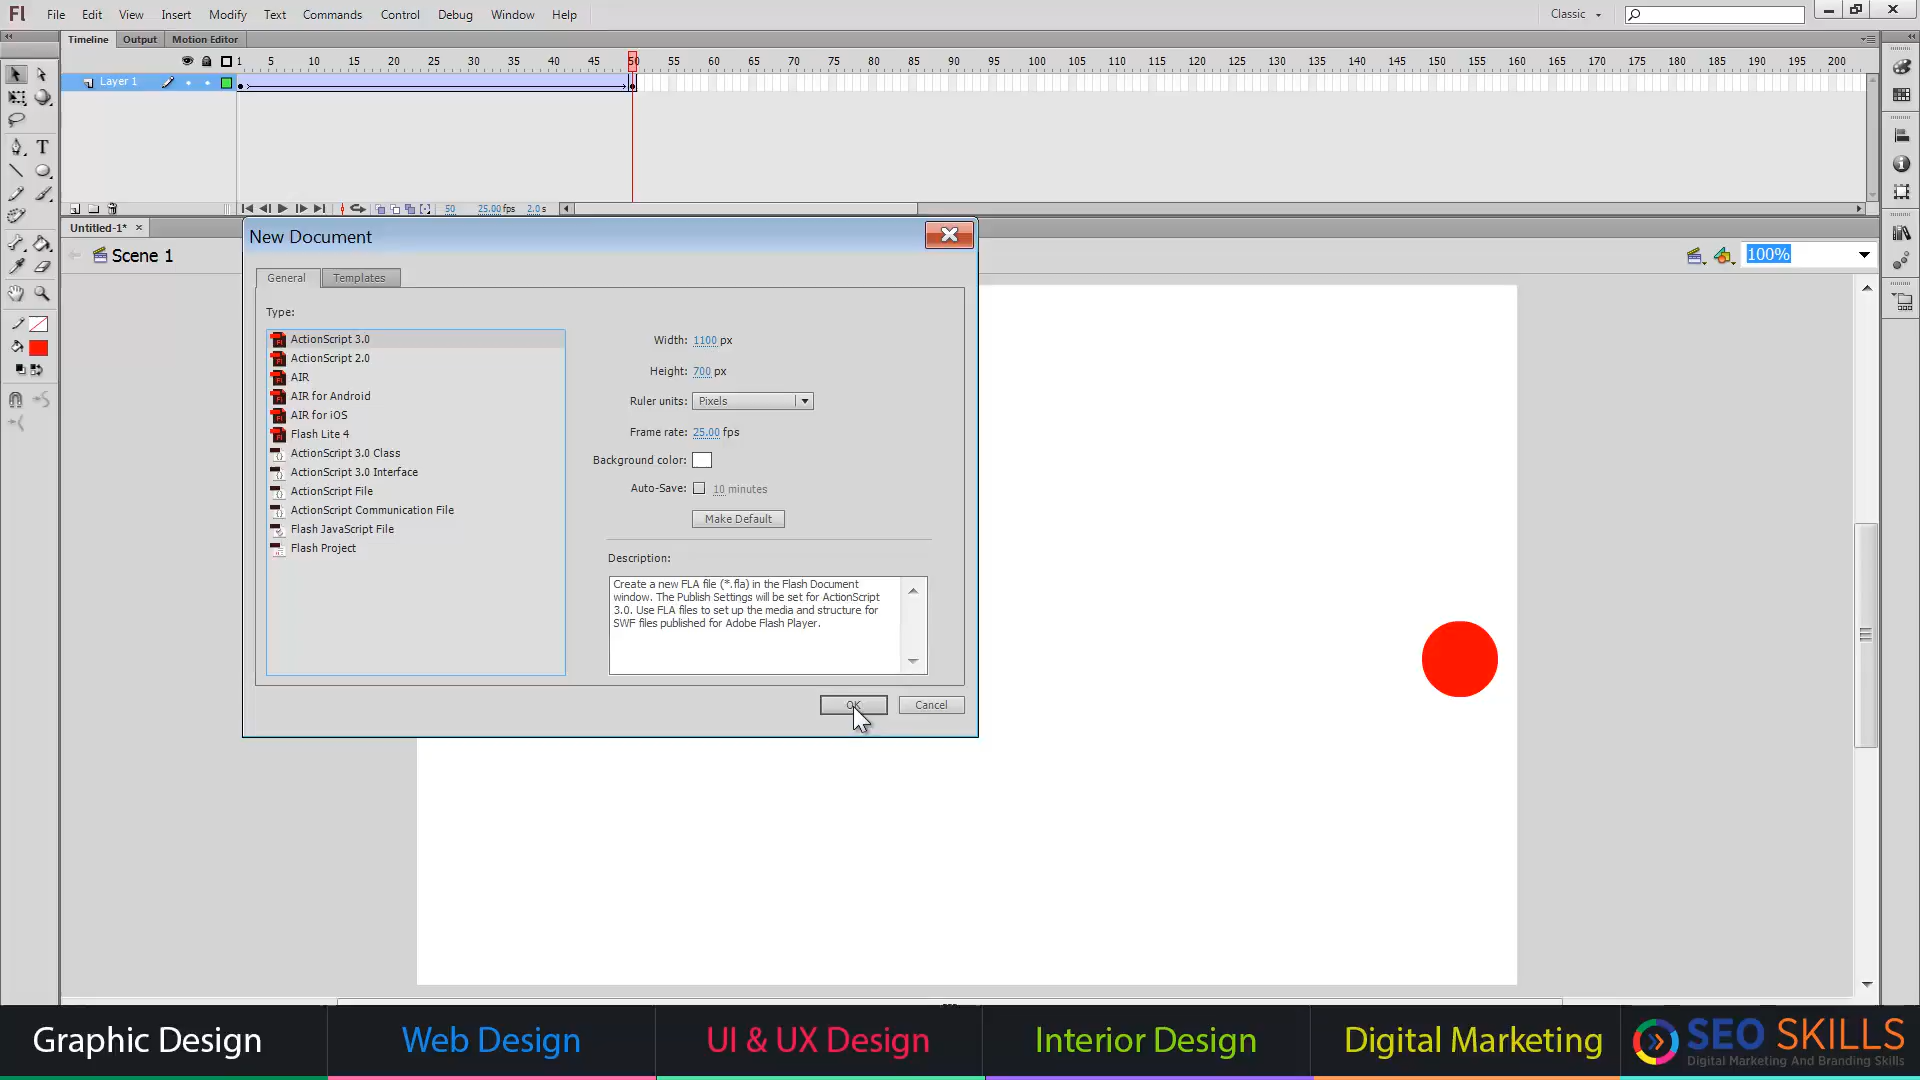 Fl File Edit View Insert Modify Text Commands Control Debug Window Help Classic
Timeline Output Motion Editor
1 5 10 15 20 25 30 35 40 45 50 55 60 65 70 75 80 85 90 95 100 105 110 115 120 125 130 135 140 145 150 155 160 165 170 175 180 185 190 195 200
Layer 1
50 25.00 fps 2.0 s
Untitled-1*
Scene 1
100%
New Document
General Templates
Type:
ActionScript 3.0
ActionScript 2.0
AIR
AIR for Android
AIR for iOS
Flash Lite 4
ActionScript 3.0 Class
ActionScript 3.0 Interface
ActionScript File
ActionScript Communication File
Flash JavaScript File
Flash Project
Width: 1100 px
Height: 700 px
Ruler units: Pixels
Frame rate: 25.00 fps
Background color:
Auto-Save: 10 minutes
Make Default
Description:
Create a new FLA file (*.fla) in the Flash Document
window. The Publish Settings will be set for ActionScript
3.0. Use FLA files to set up the media and structure for
SWF files published for Adobe Flash Player.
OK Cancel
Graphic Design Web Design UI & UX Design Interior Design Digital Marketing SEO SKILLS
Digital Marketing And Branding Skills